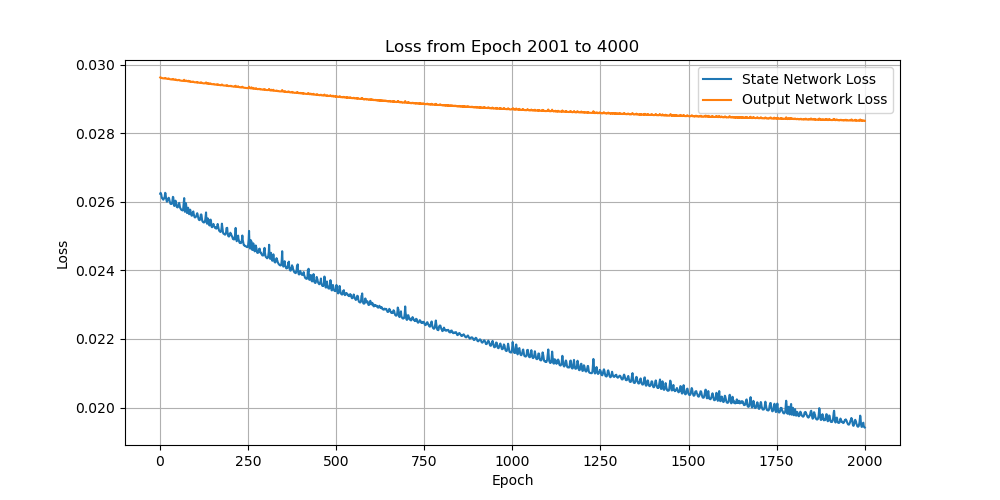 Loss from Epoch 2001 to 4000
State Network Loss
Output Network Loss
Loss
0.030
0.028
0.026
0.024
0.022
0.020
0 250 500 750 1000 1250 1500 1750 2000
Epoch